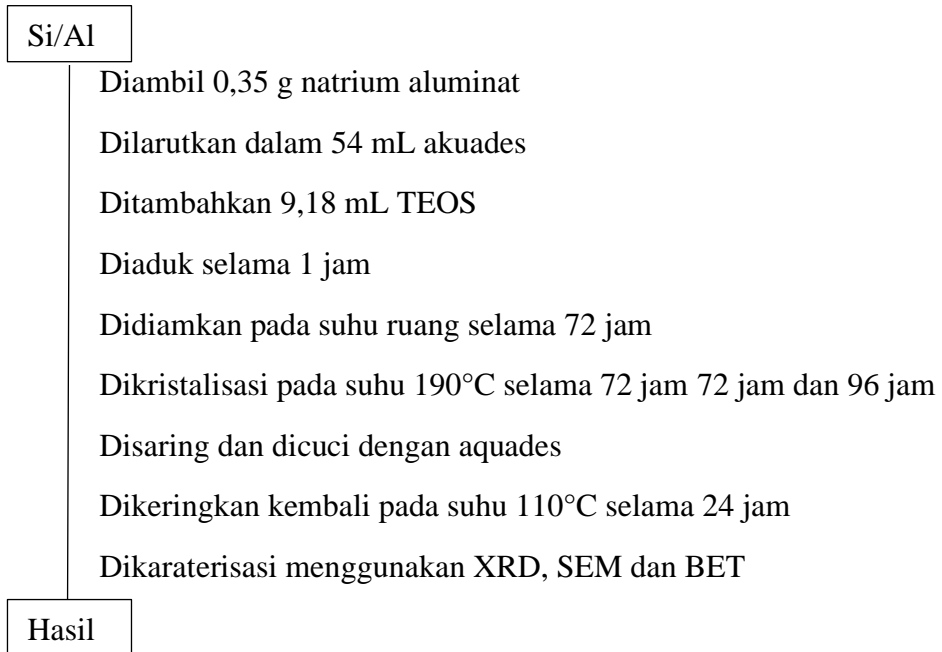 Si/Al
Diambil 0,35 g natrium aluminat
Dilarutkan dalam 54 mL akuades
Ditambahkan 9,18 mL TEOS
Diaduk selama 1 jam
Didiamkan pada suhu ruang selama 72 jam
Dikristalisasi pada suhu 190°C selama 72 jam 72 jam dan 96 jam
Disaring dan dicuci dengan aquades
Dikeringkan kembali pada suhu 110°C selama 24 jam
Dikaraterisasi menggunakan XRD, SEM dan BET
Hasil